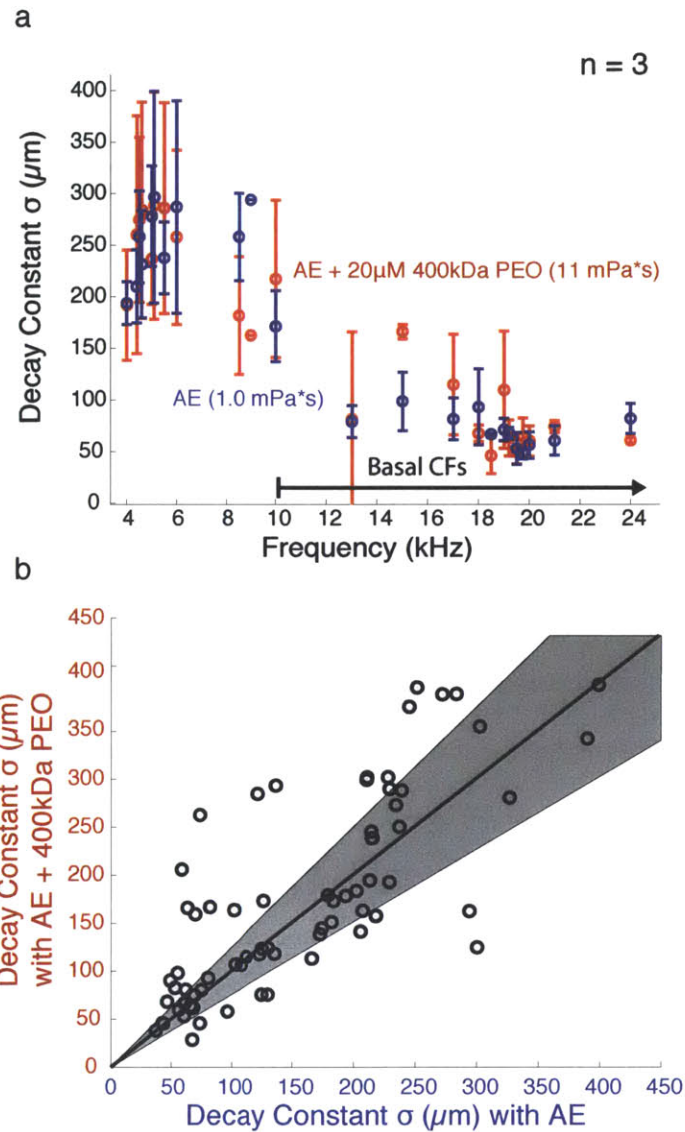 a
n = 3
Decay Constant σ (μm)
400
350
300
250
200
150
100
50
0
AE + 20μM 400kDa PEO (11 mPa*s)
AE (1.0 mPa*s)
Basal CFs
4 6 8 10 12 14 16 18 20 22 24
Frequency (kHz)
b
Decay Constant σ (μm)
with AE + 400kDa PEO
450
400
350
300
250
200
150
100
50
0
0 50 100 150 200 250 300 350 400 450
Decay Constant σ (μm) with AE